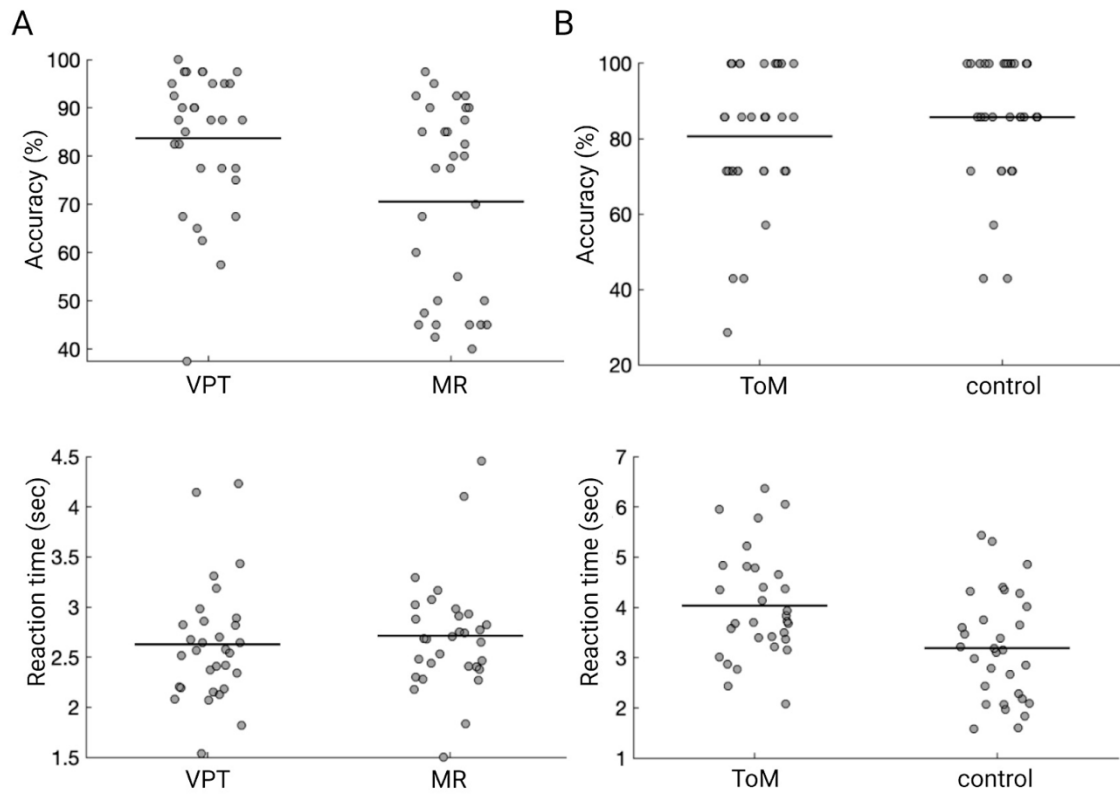 A
Accuracy (%)
100
90
80
70
60
50
40
VPT
MR
B
Accuracy (%)
100
80
60
40
20
ToM
control
Reaction time (sec)
4.5
4
3.5
3
2.5
2
1.5
VPT
MR
Reaction time (sec)
7
6
5
4
3
2
1
ToM
control